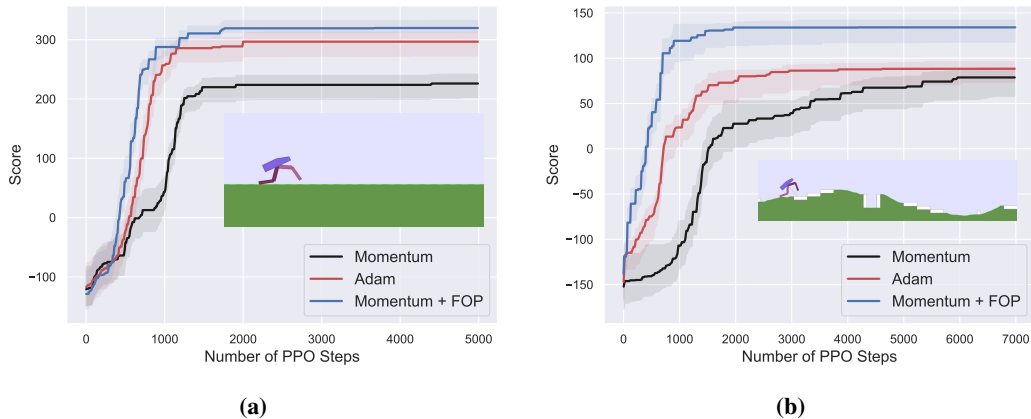 300
200
100
0
−100
Score
0
1000
2000
3000
4000
5000
Number of PPO Steps
Momentum
Adam
Momentum + FOP
(a)
150
100
50
0
−50
−100
−150
Score
0
1000
2000
3000
4000
5000
6000
7000
Number of PPO Steps
Momentum
Adam
Momentum + FOP
(b)